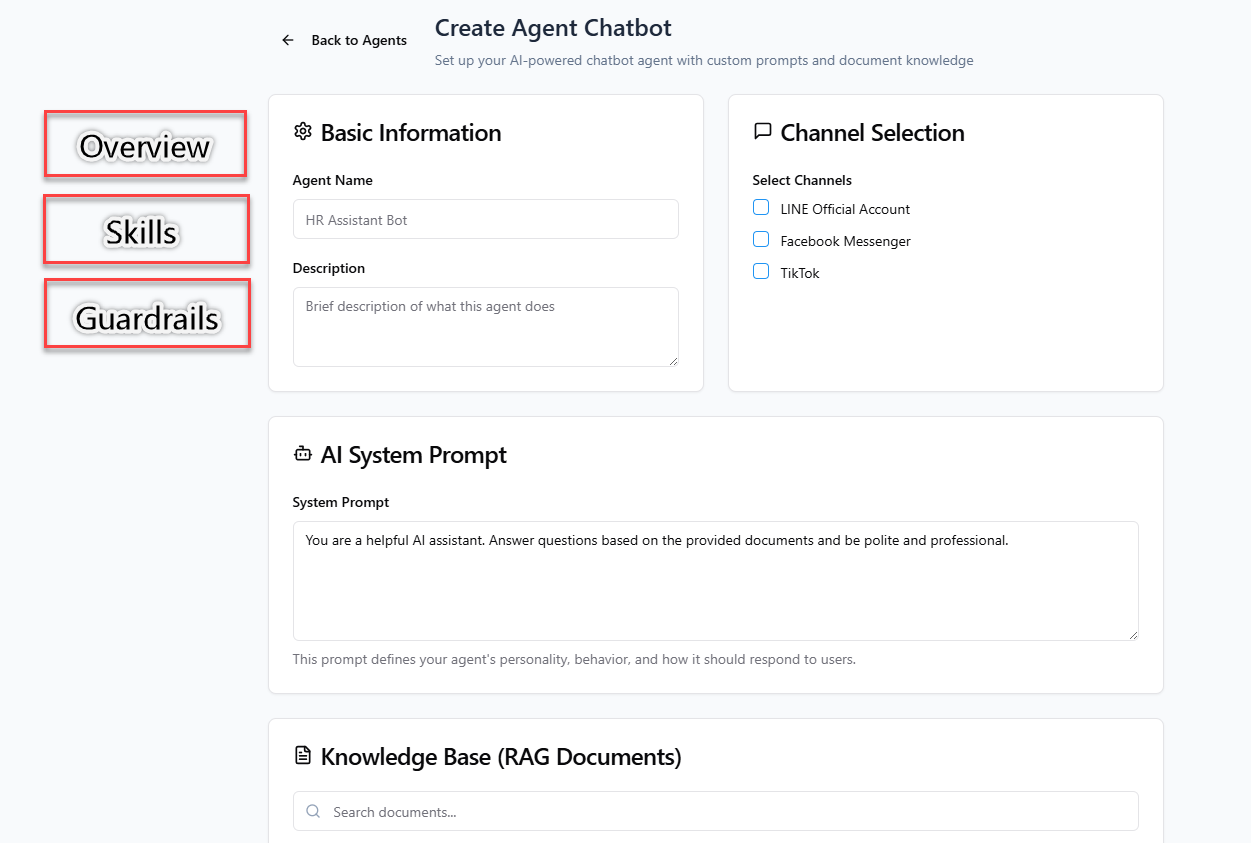 Back to Agents
Create Agent Chatbot
Set up your AI-powered chatbot agent with custom prompts and document knowledge
Overview
Skills
Guardrails
Basic Information
Agent Name
HR Assistant Bot
Description
Brief description of what this agent does
Channel Selection
Select Channels
LINE Official Account
Facebook Messenger
TikTok
AI System Prompt
System Prompt
You are a helpful AI assistant. Answer questions based on the provided documents and be polite and professional.
This prompt defines your agent's personality, behavior, and how it should respond to users.
Knowledge Base (RAG Documents)
Search documents...